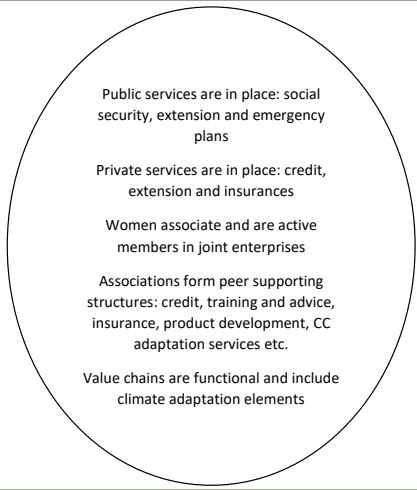 Public services are in place: social
security, extension and emergency
plans
Private services are in place: credit,
extension and insurances
Women associate and are active
members in joint enterprises
Associations form peer supporting
structures: credit, training and advice,
insurance, product development, CC
adaptation services etc.
Value chains are functional and include
climate adaptation elements